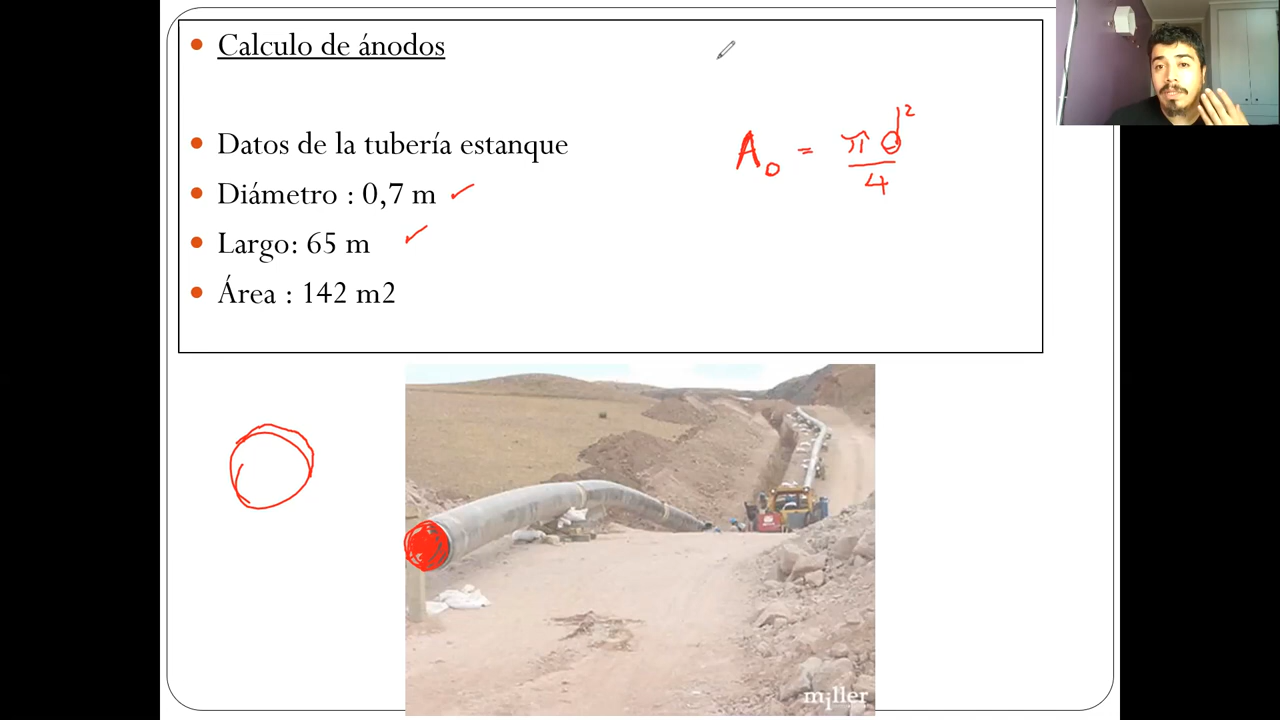 Calculo de ánodos
Datos de la tubería estanque
Diámetro : 0,7 m
Largo: 65 m
Área : 142 m2
A₀ = πd²/4
miller